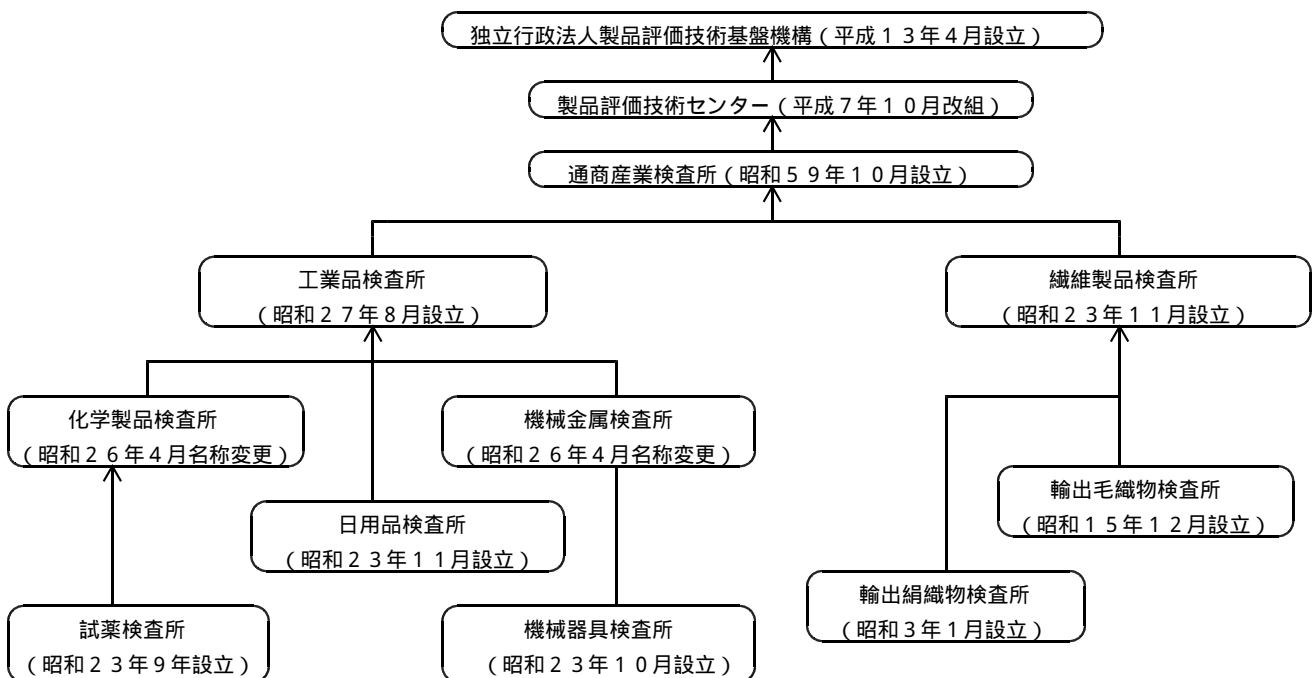 独立行政法人製品評価技術基盤機構（平成１３年４月設立）
製品評価技術センター（平成７年１０月改組）
通商産業検査所（昭和５９年１０月設立）
工業品検査所
（昭和２７年８月設立）
繊維製品検査所
（昭和２３年１１月設立）
化学製品検査所
（昭和２６年４月名称変更）
機械金属検査所
（昭和２６年４月名称変更）
日用品検査所
（昭和２３年１１月設立）
輸出毛織物検査所
（昭和１５年１２月設立）
輸出絹織物検査所
（昭和３年１月設立）
試薬検査所
（昭和２３年９年設立）
機械器具検査所
（昭和２３年１０月設立）